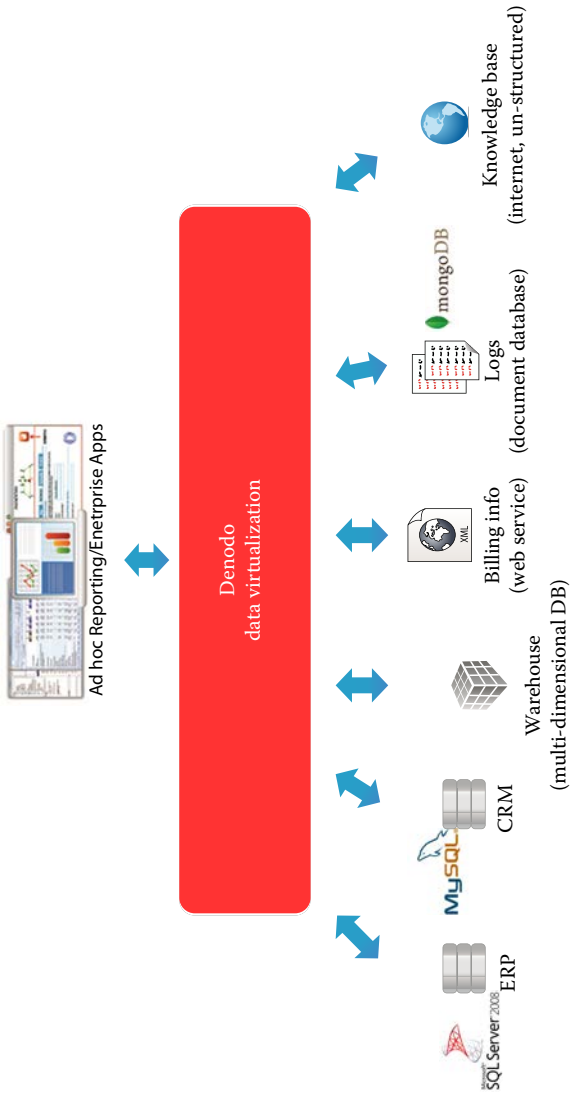 Ad hoc Reporting/Enetrprise Apps
Denodo
data virtualization
Microsoft
SQL Server 2008
ERP
MySQL
CRM
Warehouse
(multi-dimensional DB)
XML
Billing info
(web service)
mongoDB
Logs
(document database)
Knowledge base
(internet, un-structured)